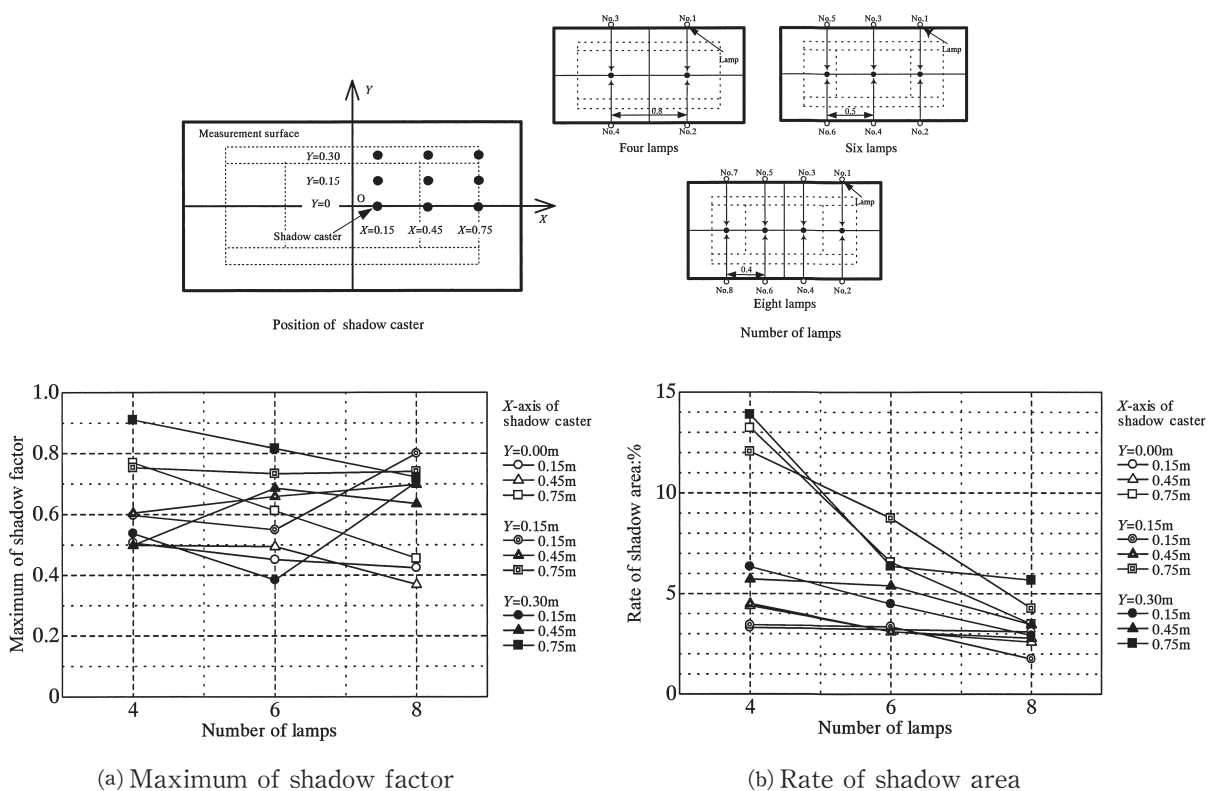 No.3
No.1
Lamp
No.4
0.8
No.2
Four lamps
No.5
No.3
No.1
Lamp
No.6
0.5
No.4
No.2
Six lamps
Y
Measurement surface
Y=0.30
Y=0.15
Y=0
O
X
Shadow caster
X=0.15 X=0.45 X=0.75
Position of shadow caster
No.7
No.5
No.3
No.1
Lamp
0.4
No.8
No.6
No.4
No.2
Eight lamps
Number of lamps
Maximum of shadow factor
1.0
0.8
0.6
0.4
0.2
0
4 6 8
Number of lamps
X-axis of
shadow caster
Y=0.00m
0.15m
0.45m
0.75m
Y=0.15m
0.15m
0.45m
0.75m
Y=0.30m
0.15m
0.45m
0.75m
(a) Maximum of shadow factor
Rate of shadow area:%
15
10
5
0
4 6 8
Number of lamps
X-axis of
shadow caster
Y=0.00m
0.15m
0.45m
0.75m
Y=0.15m
0.15m
0.45m
0.75m
Y=0.30m
0.15m
0.45m
0.75m
(b) Rate of shadow area